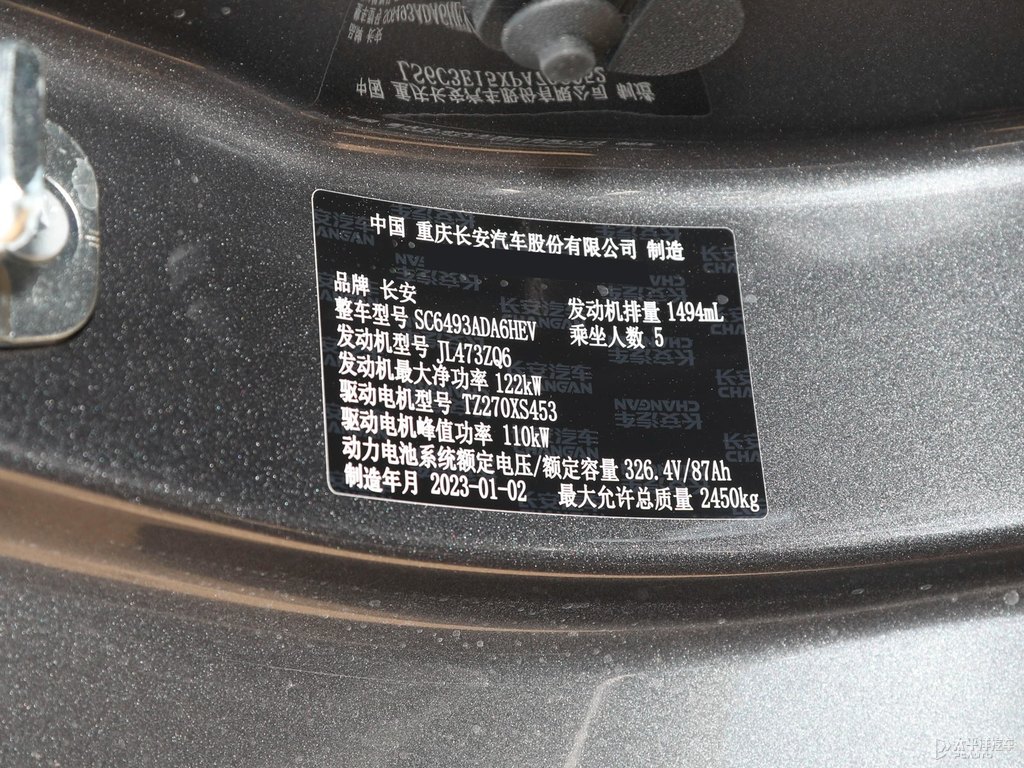 中国 重庆长安汽车股份有限公司 制造
品牌 长安
整车型号 SC6493ADA6HEV 发动机排量 1494mL
发动机型号 JL473ZQ6 乘坐人数 5
发动机最大净功率 122kW
驱动电机型号 TZ270XS453
驱动电机峰值功率 110kW
动力电池系统额定电压/额定容量 326.4V/87Ah
制造年月 2023-01-02 最大允许总质量 2450kg
太平洋汽车